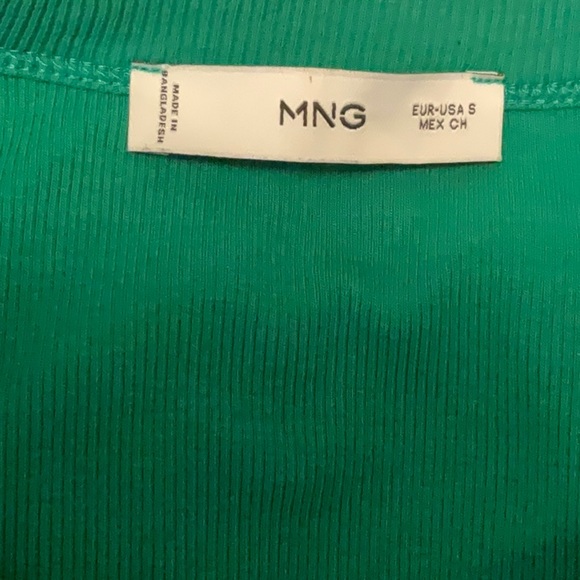 MADE IN
BANGLADESH
MNG
EUR•USA S
MEX CH